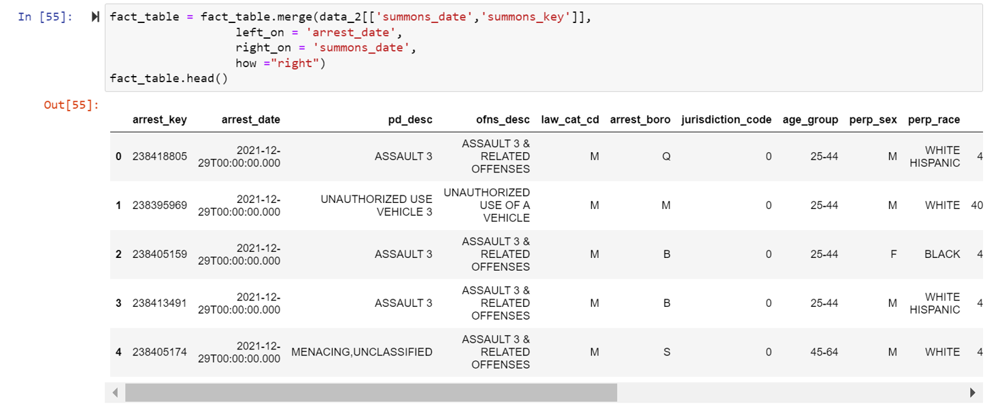 In [55]:
fact_table = fact_table.merge(data_2[['summons_date','summons_key']],
left_on = 'arrest_date',
right_on = 'summons_date',
how ="right")
fact_table.head()
Out[55]:
arrest_key arrest_date pd_desc ofns_desc law_cat_cd arrest_boro jurisdiction_code age_group perp_sex perp_race
0 238418805 2021-12-29T00:00:00.000 ASSAULT 3 ASSAULT 3 & RELATED OFFENSES M Q 0 25-44 M WHITE HISPANIC 4
1 238395969 2021-12-29T00:00:00.000 UNAUTHORIZED USE VEHICLE 3 UNAUTHORIZED USE OF A VEHICLE M M 0 25-44 M WHITE 40
2 238405159 2021-12-29T00:00:00.000 ASSAULT 3 ASSAULT 3 & RELATED OFFENSES M B 0 25-44 F BLACK 4
3 238413491 2021-12-29T00:00:00.000 ASSAULT 3 ASSAULT 3 & RELATED OFFENSES M B 0 25-44 M WHITE HISPANIC 4
4 238405174 2021-12-29T00:00:00.000 MENACING,UNCLASSIFIED ASSAULT 3 & RELATED OFFENSES M S 0 45-64 M WHITE 4